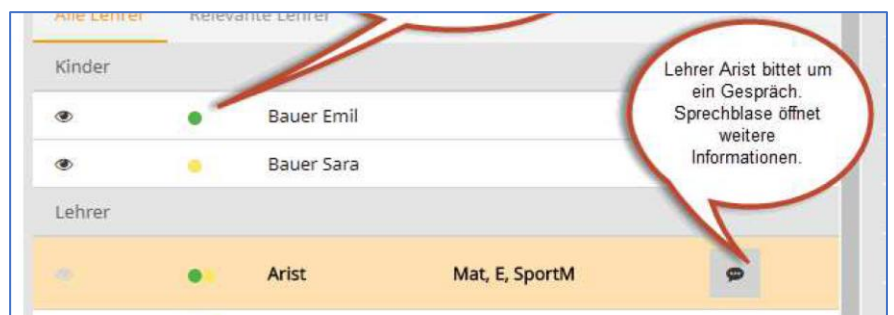 Alle Lehrer Relevante Lehrer
Kinder
Bauer Emil
Bauer Sara
Lehrer
Arist Mat, E, SportM
Lehrer Arist bittet um
ein Gespräch.
Sprechblase öffnet
weitere
Informationen.